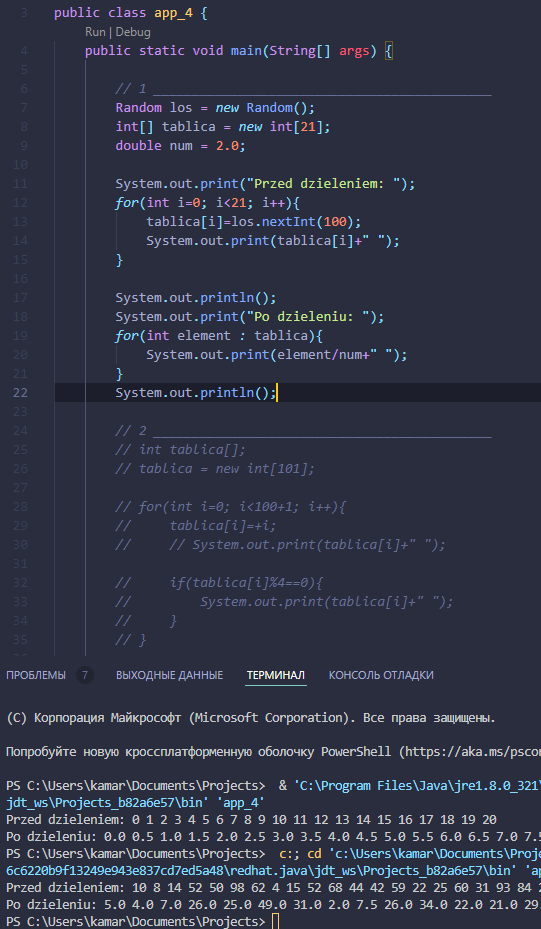 3 public class app_4 {
Run | Debug
4 public static void main(String[] args) {
5
6 // 1 ___________________________________________
7 Random los = new Random();
8 int[] tablica = new int[21];
9 double num = 2.0;
10
11 System.out.print("Przed dzieleniem: ");
12 for(int i=0; i<21; i++){
13 tablica[i]=los.nextInt(100);
14 System.out.print(tablica[i]+" ");
15 }
16
17 System.out.println();
18 System.out.print("Po dzieleniu: ");
19 for(int element : tablica){
20 System.out.print(element/num+" ");
21 }
22 System.out.println();
23
24 // 2 ___________________________________________
25 // int tablica[];
26 // tablica = new int[101];
27
28 // for(int i=0; i<100+1; i++){
29 // tablica[i]=+i;
30 // // System.out.print(tablica[i]+" ");
31
32 // if(tablica[i]%4==0){
33 // System.out.print(tablica[i]+" ");
34 // }
35 // }
ПРОБЛЕМЫ 7 ВЫХОДНЫЕ ДАННЫЕ ТЕРМИНАЛ КОНСОЛЬ ОТЛАДКИ
(C) Корпорация Майкрософт (Microsoft Corporation). Все права защищены.
Попробуйте новую кроссплатформенную оболочку PowerShell (https://aka.ms/pscor
PS C:\Users\kamar\Documents\Projects> & 'C:\Program Files\Java\jre1.8.0_321\
jdt_ws\Projects_b82a6e57\bin' 'app_4'
Przed dzieleniem: 0 1 2 3 4 5 6 7 8 9 10 11 12 13 14 15 16 17 18 19 20
Po dzieleniu: 0.0 0.5 1.0 1.5 2.0 2.5 3.0 3.5 4.0 4.5 5.0 5.5 6.0 6.5 7.0 7.5
PS C:\Users\kamar\Documents\Projects> c:; cd 'c:\Users\kamar\Documents\Proje
6c6220b9f13249e943e837cd7ed5a48\redhat.java\jdt_ws\Projects_b82a6e57\bin' 'ap
Przed dzieleniem: 10 8 14 52 50 98 62 4 15 52 68 44 42 59 22 25 60 31 93 84 2
Po dzieleniu: 5.0 4.0 7.0 26.0 25.0 49.0 31.0 2.0 7.5 26.0 34.0 22.0 21.0 29.
PS C:\Users\kamar\Documents\Projects>